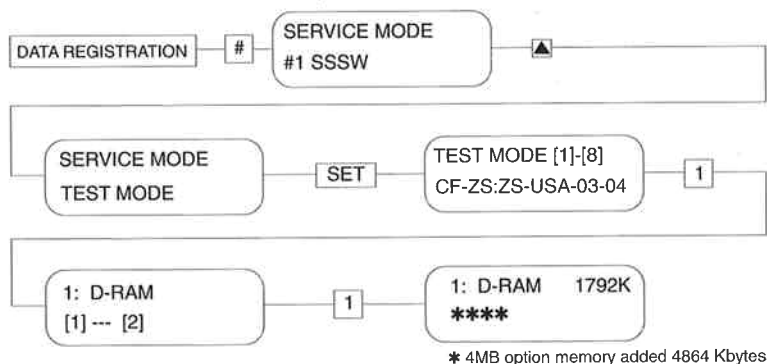 DATA REGISTRATION
#
SERVICE MODE
#1 SSSW
▲
SERVICE MODE
TEST MODE
SET
TEST MODE [1]-[8]
CF-ZS:ZS-USA-03-04
1
1: D-RAM
[1] --- [2]
1
1: D-RAM 1792K
****
* 4MB option memory added 4864 Kbytes